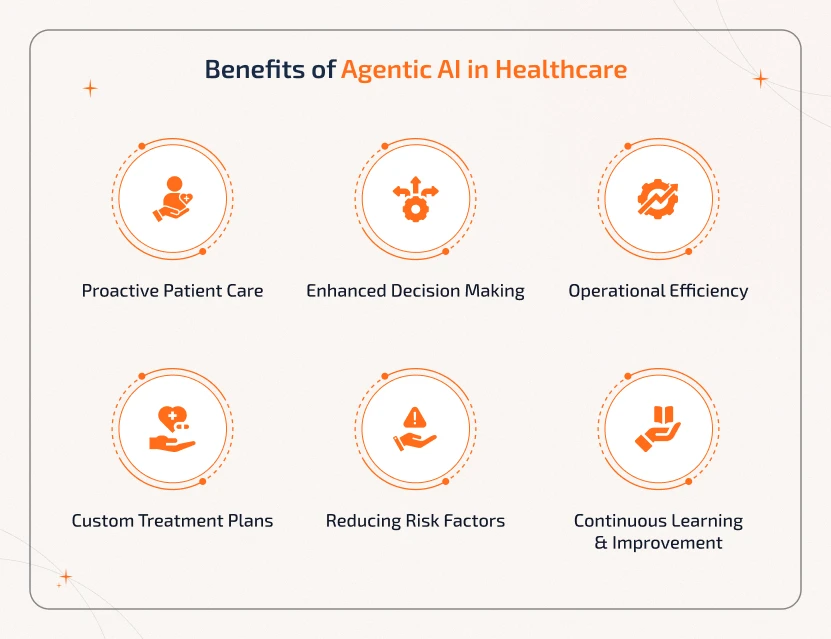 Benefits of Agentic AI in Healthcare
Proactive Patient Care
Enhanced Decision Making
Operational Efficiency
Custom Treatment Plans
Reducing Risk Factors
Continuous Learning
& Improvement